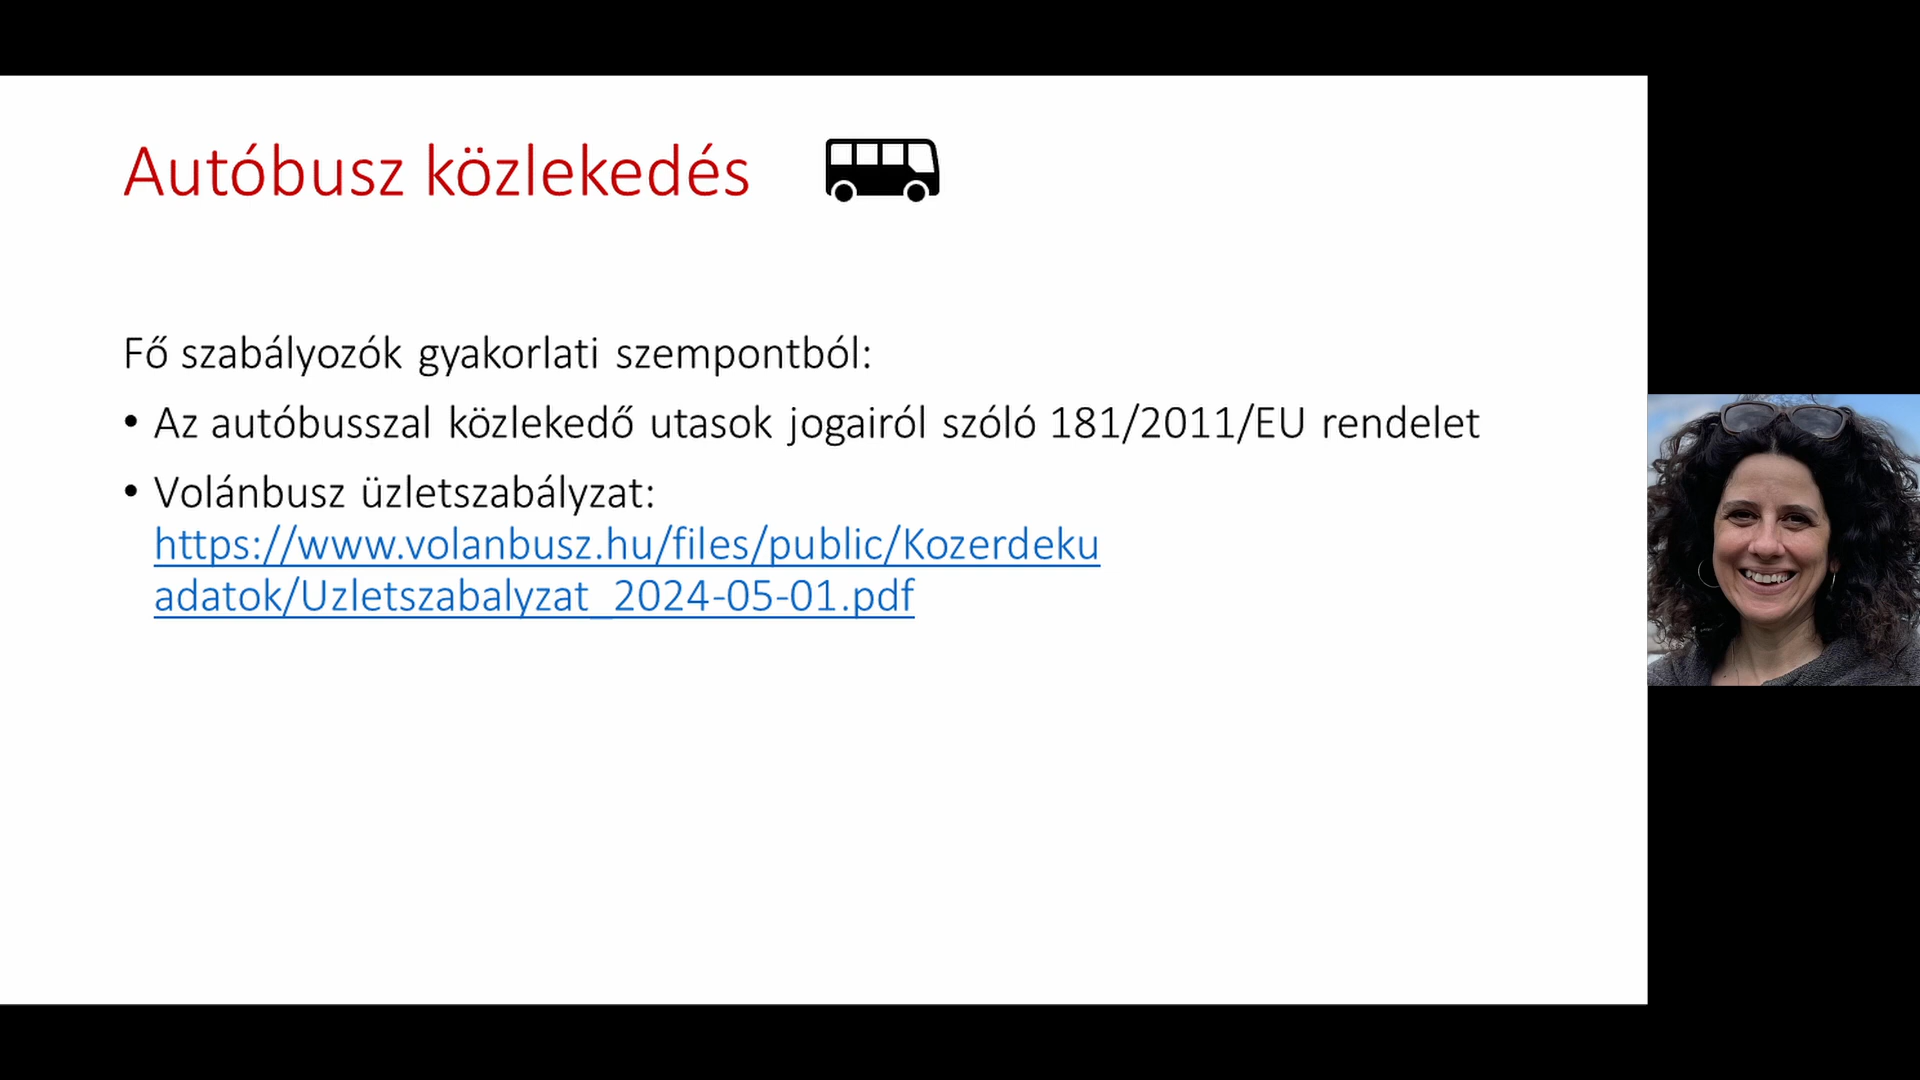 Autóbusz közlekedés
Fő szabályozók gyakorlati szempontból:
• Az autóbusszal közlekedő utasok jogairól szóló 181/2011/EU rendelet
• Volánbusz üzletszabályzat:
https://www.volanbusz.hu/files/public/Kozerdeku
adatok/Uzletszabalyzat_2024-05-01.pdf